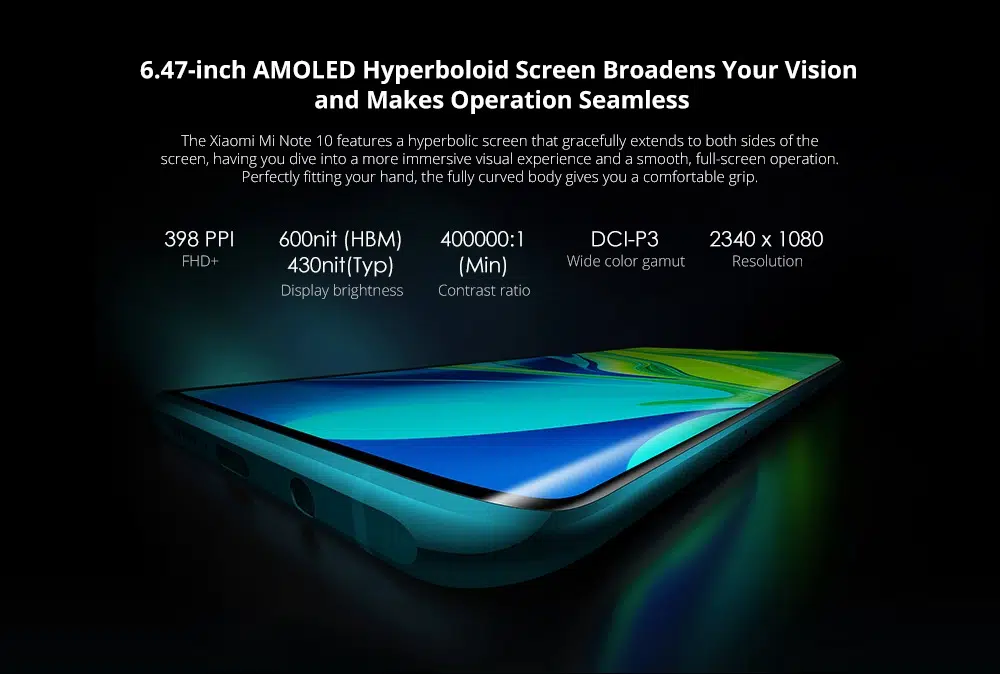 6.47-inch AMOLED Hyperboloid Screen Broadens Your Vision
and Makes Operation Seamless
The Xiaomi Mi Note 10 features a hyperbolic screen that gracefully extends to both sides of the
screen, having you dive into a more immersive visual experience and a smooth, full-screen operation.
Perfectly fitting your hand, the fully curved body gives you a comfortable grip.
398 PPI
FHD+
600nit (HBM)
430nit(Typ)
Display brightness
400000:1
(Min)
Contrast ratio
DCI-P3
Wide color gamut
2340 x 1080
Resolution